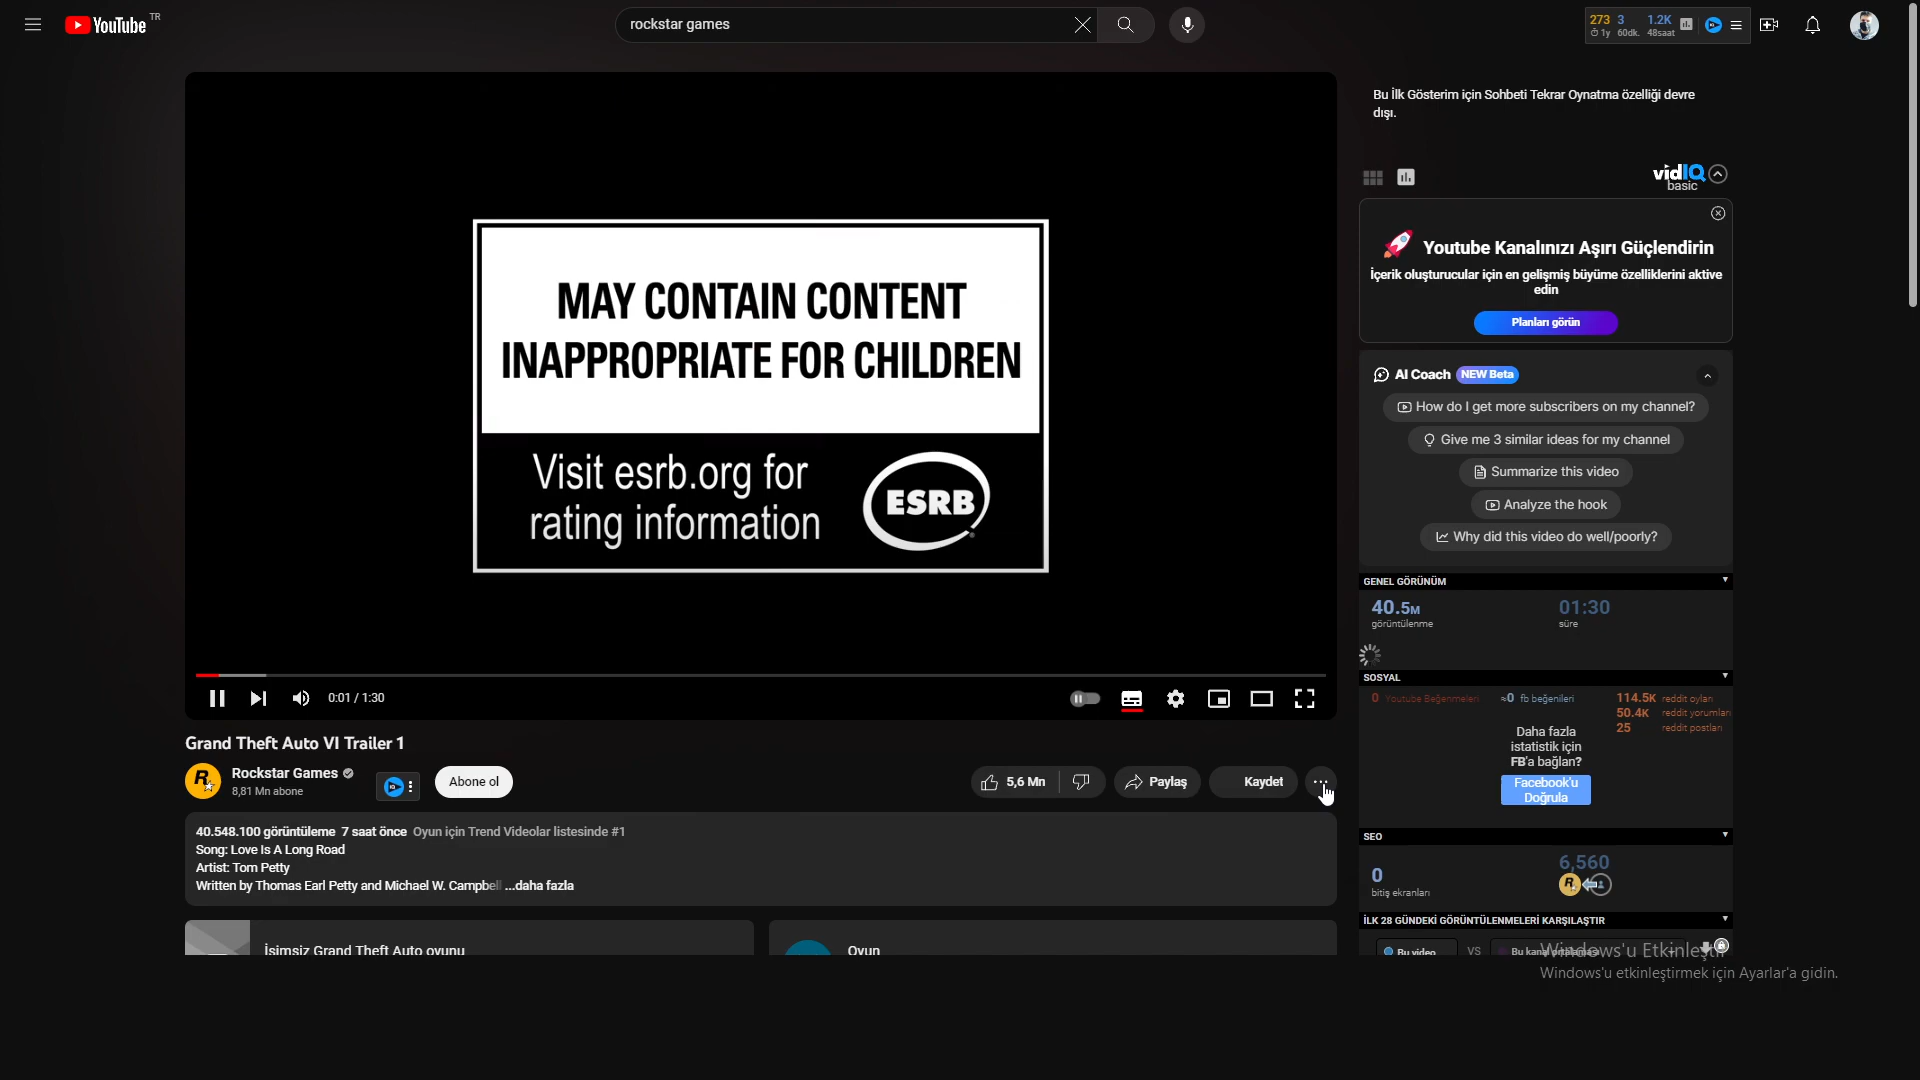 YouTube TR
rockstar games
273 3 1.2K
1y 60dk. 48saat
MAY CONTAIN CONTENT
INAPPROPRIATE FOR CHILDREN
Visit esrb.org for
rating information
ESRB
0:01 / 1:30
Grand Theft Auto VI Trailer 1
Rockstar Games
8,81 Mn abone
Abone ol
5,6 Mn
Paylaş
Kaydet
40.548.100 görüntüleme 7 saat önce Oyun için Trend Videolar listesinde #1
Song: Love Is A Long Road
Artist: Tom Petty
Written by Thomas Earl Petty and Michael W. Campbell ...daha fazla
İsimsiz Grand Theft Auto oyunu
Oyun
Bu İlk Gösterim için Sohbeti Tekrar Oynatma özelliği devre
dışı.
vidIQ
basic
Youtube Kanalınızı Aşırı Güçlendirin
İçerik oluşturucular için en gelişmiş büyüme özelliklerini aktive
edin
Planları görün
AI Coach NEW Beta
How do I get more subscribers on my channel?
Give me 3 similar ideas for my channel
Summarize this video
Analyze the hook
Why did this video do well/poorly?
GENEL GÖRÜNÜM
40.5M 01:30
görüntülenme süre
SOSYAL
0 Youtube Beğenmeleri ≈0 fb beğenileri 114.5K reddit oyları
50.4K reddit yorumları
25 reddit postları
Daha fazla
istatistik için
FB'a bağlan?
Facebook'u
Doğrula
SEO
0 6,560
bitiş ekranları
İLK 28 GÜNDEKİ GÖRÜNTÜLENMELERİ KARŞILAŞTIR
Bu video VS Bu kanal ortalaması
Windows'u Etkinleştir
Windows'u etkinleştirmek için Ayarlar'a gidin.